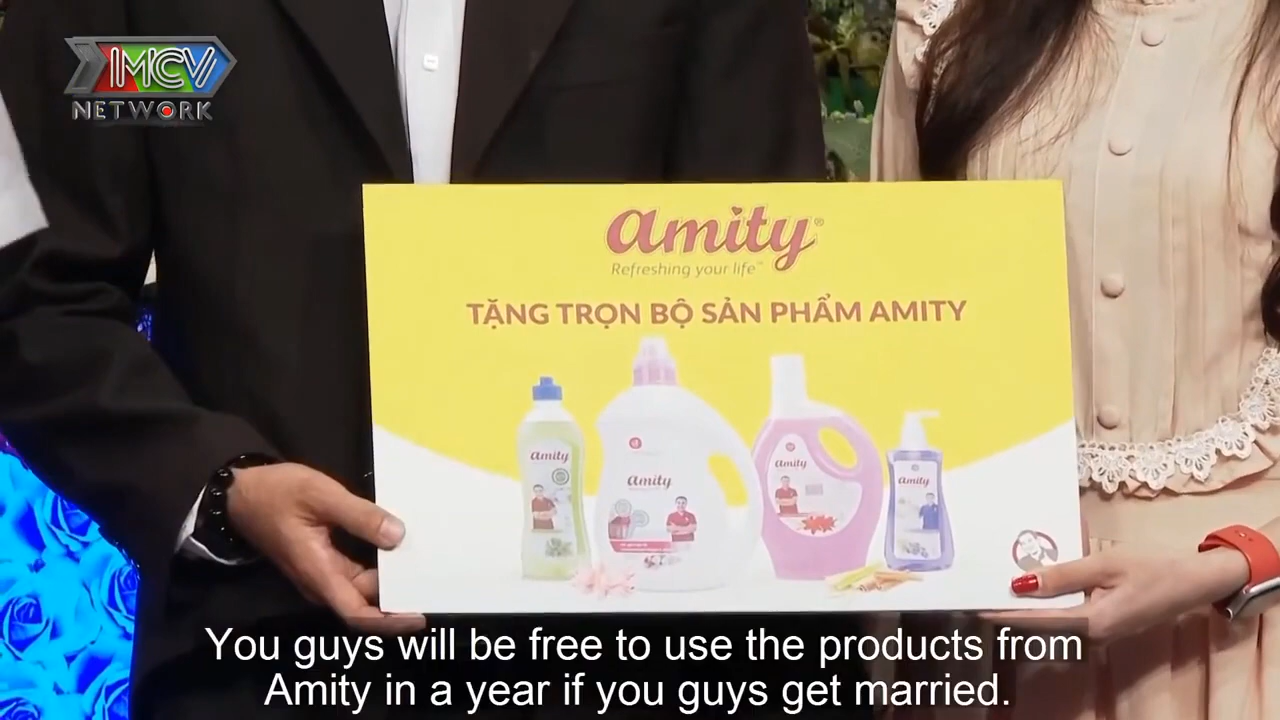 MCV
NETWORK
amity®
Refreshing your life™
TẶNG TRỌN BỘ SẢN PHẨM AMITY
amity
amity
amity
amity
You guys will be free to use the products from
Amity in a year if you guys get married.